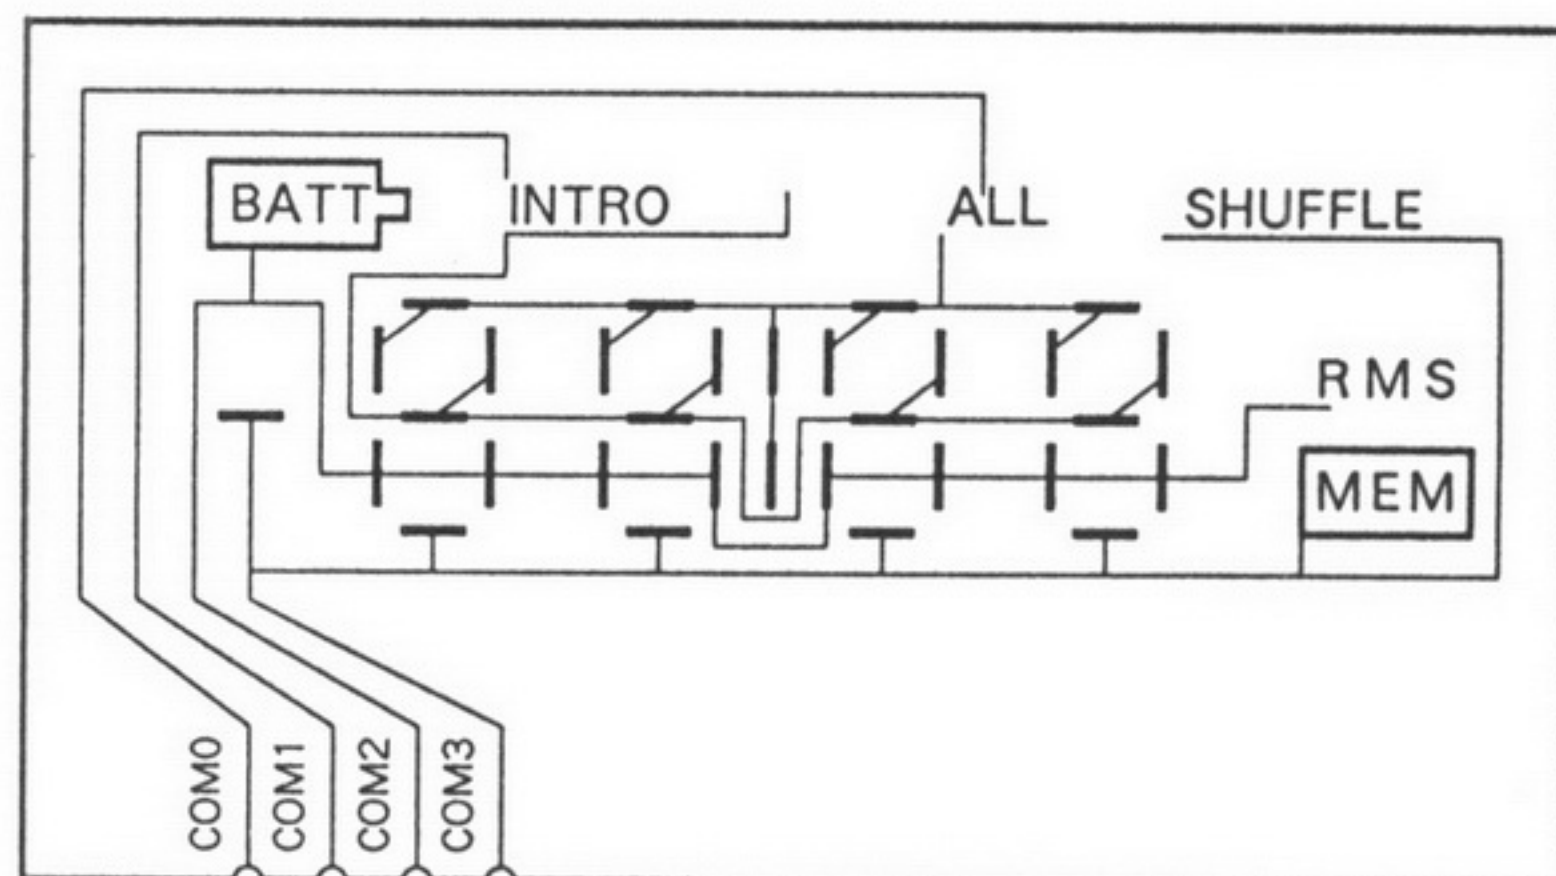 BATT INTRO ALL SHUFFLE
RMS
MEM
COM0
COM1
COM2
COM3